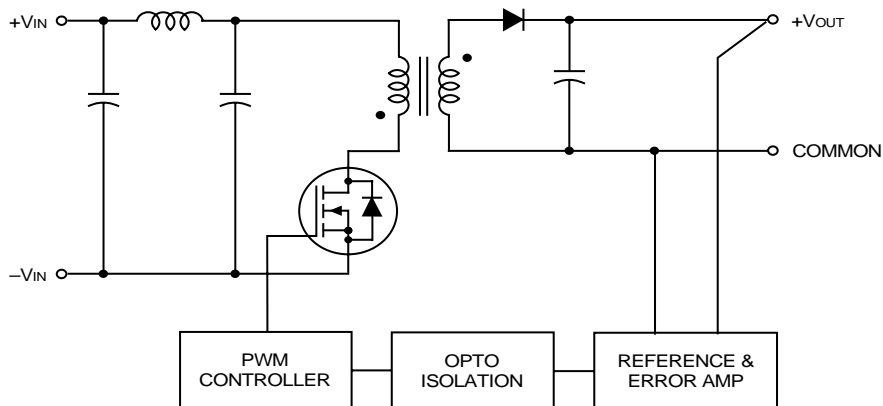 +VIN
+VOUT
COMMON
–VIN
PWM
CONTROLLER
OPTO
ISOLATION
REFERENCE &
ERROR AMP